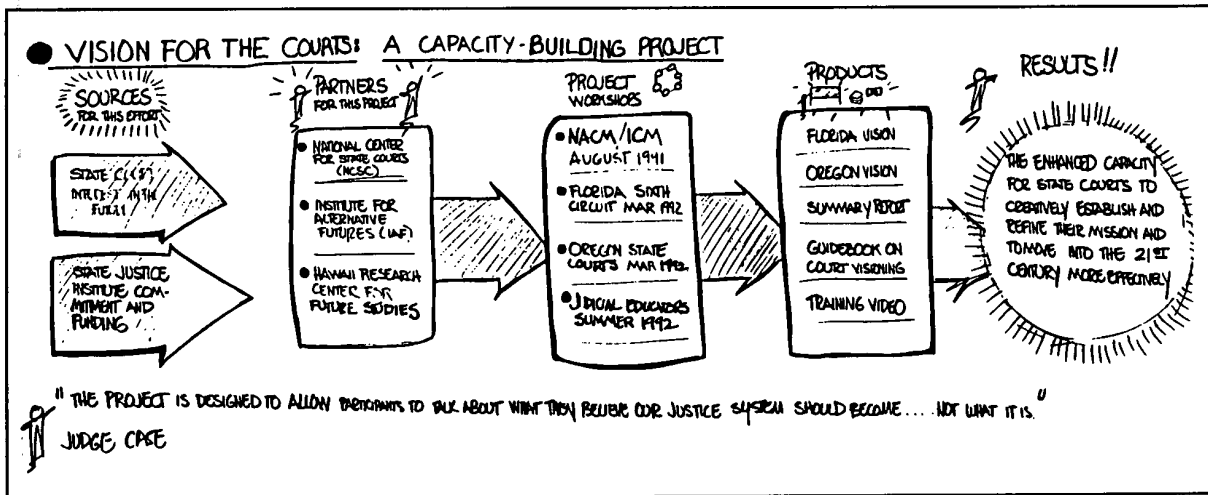 VISION FOR THE COURTS: A CAPACITY-BUILDING PROJECT
SOURCES
FOR THIS EFFORT
STATE
INTEREST IN THE
FUTURE
STATE JUSTICE
INSTITUTE COM-
MITMENT AND
FUNDING
PARTNERS
FOR THIS PROJECT
NATIONAL CENTER
FOR STATE COURTS
(NCSC)
INSTITUTE FOR
ALTERNATIVE
FUTURES (IAF)
HAWAII RESEARCH
CENTER FOR
FUTURE STUDIES
PROJECT
WORKSHOPS
NACM/ICM
AUGUST 1991
FLORIDA SIXTH
CIRCUIT MAR 1992
OREGON STATE
COURTS MAR 1992
JUDICIAL EDUCATORS
SUMMER 1992
PRODUCTS
FLORIDA VISION
OREGON VISION
SUMMARY REPORT
GUIDEBOOK ON
COURT VISIONING
TRAINING VIDEO
RESULTS!!
THE ENHANCED CAPACITY
FOR STATE COURTS TO
CREATIVELY ESTABLISH AND
REFINE THEIR MISSION AND
TO MOVE INTO THE 21ST
CENTURY MORE EFFECTIVELY
"THE PROJECT IS DESIGNED TO ALLOW PARTICIPANTS TO TALK ABOUT WHAT THEY BELIEVE OUR JUSTICE SYSTEM SHOULD BECOME.... NOT WHAT IT IS."
JUDGE CASE